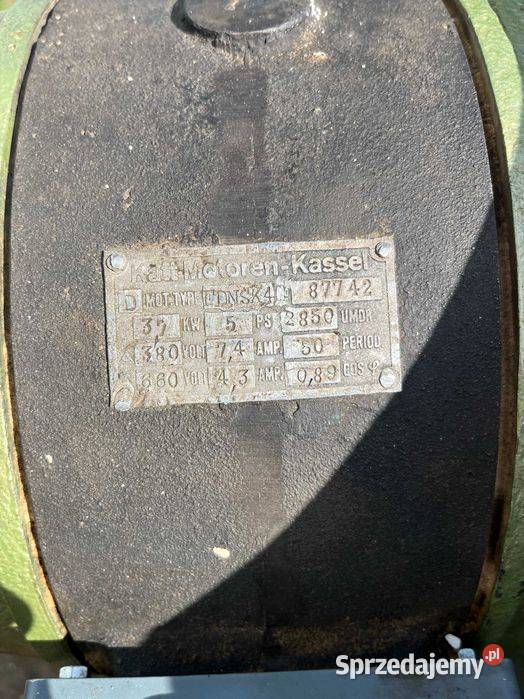 Kalt-Motoren-Kassel
D MOT.TYP DNSK4 87742
3,7 KW 5 PS 2850 UMDR
380 VOLT 7,4 AMP. 50 PERIOD
660 VOLT 4,3 AMP. 0,89 COS φ
Sprzedajemy.pl